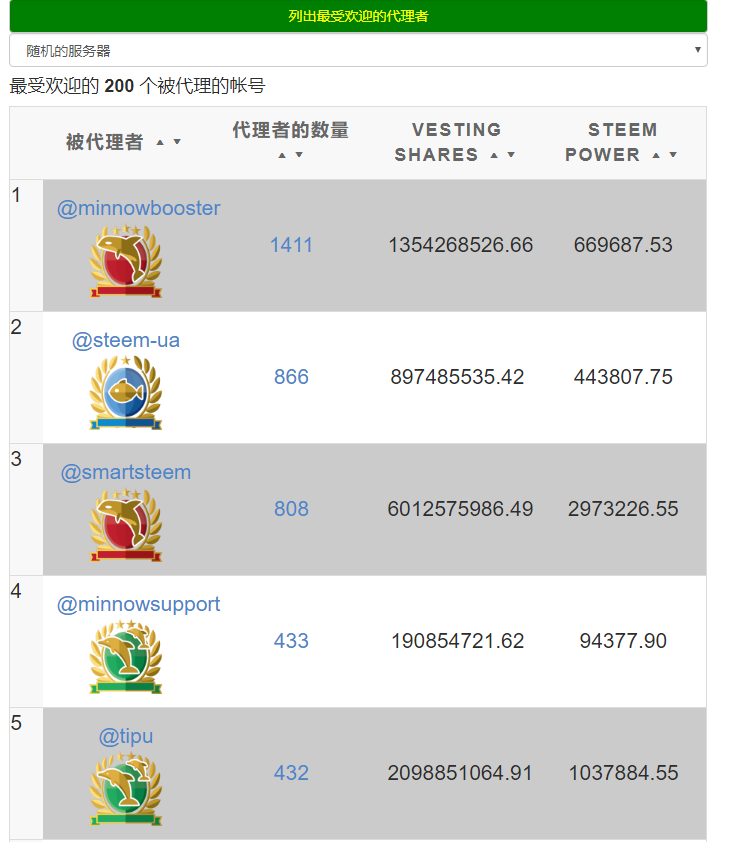 列出最受欢迎的代理者
随机的服务器
最受欢迎的 200 个被代理的帐号
被代理者 ▲ ▼ 代理者的数量 ▲ ▼ VESTING SHARES ▲ ▼ STEEM POWER ▲ ▼
1 @minnowbooster 1411 1354268526.66 669687.53
2 @steem-ua 866 897485535.42 443807.75
3 @smartsteem 808 6012575986.49 2973226.55
4 @minnowsupport 433 190854721.62 94377.90
5 @tipu 432 2098851064.91 1037884.55